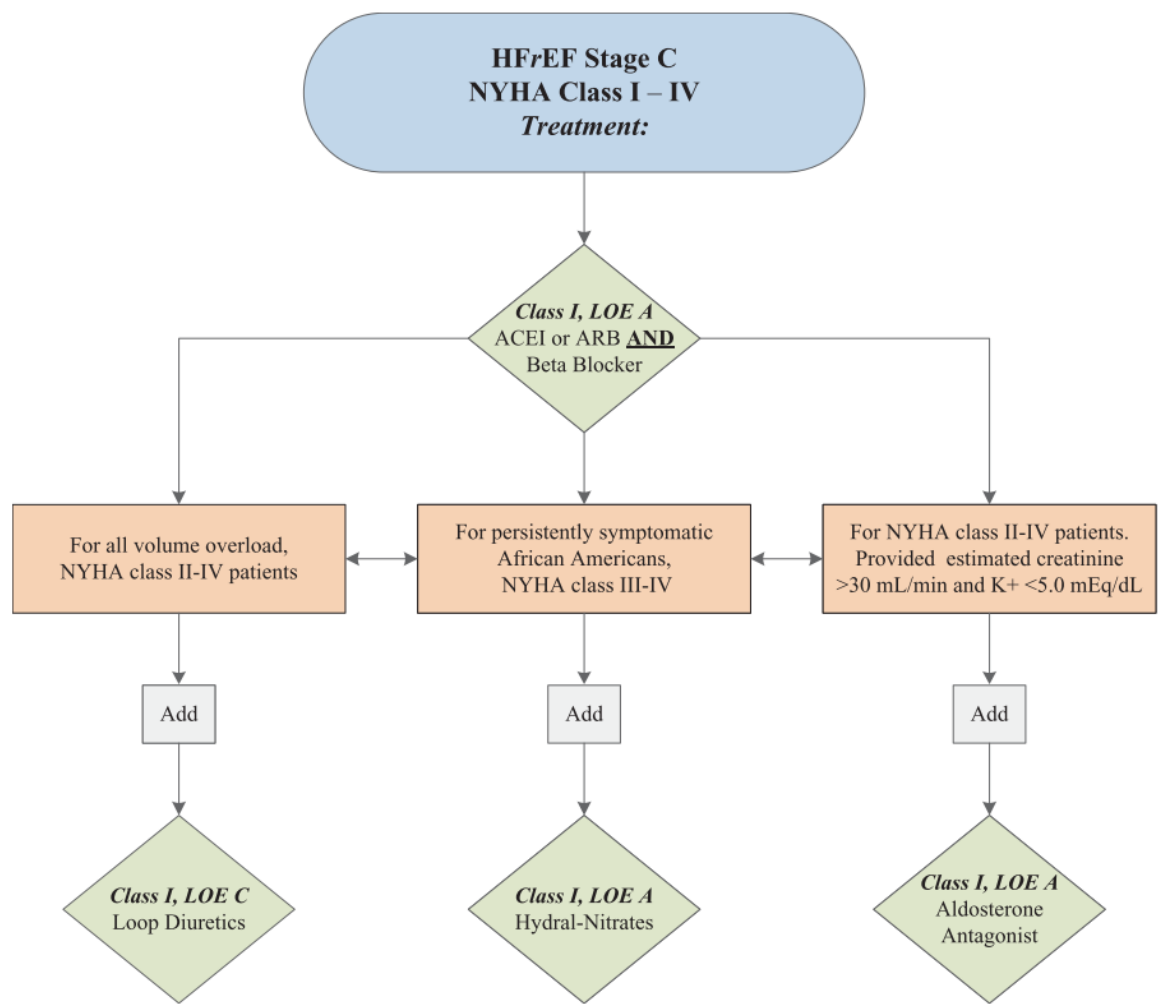 HFrEF Stage C
NYHA Class I – IV
Treatment:
Class I, LOE A
ACEI or ARB AND
Beta Blocker
For all volume overload,
NYHA class II-IV patients
For persistently symptomatic
African Americans,
NYHA class III-IV
For NYHA class II-IV patients.
Provided estimated creatinine
>30 mL/min and K+ <5.0 mEq/dL
Add
Add
Add
Class I, LOE C
Loop Diuretics
Class I, LOE A
Hydral-Nitrates
Class I, LOE A
Aldosterone
Antagonist